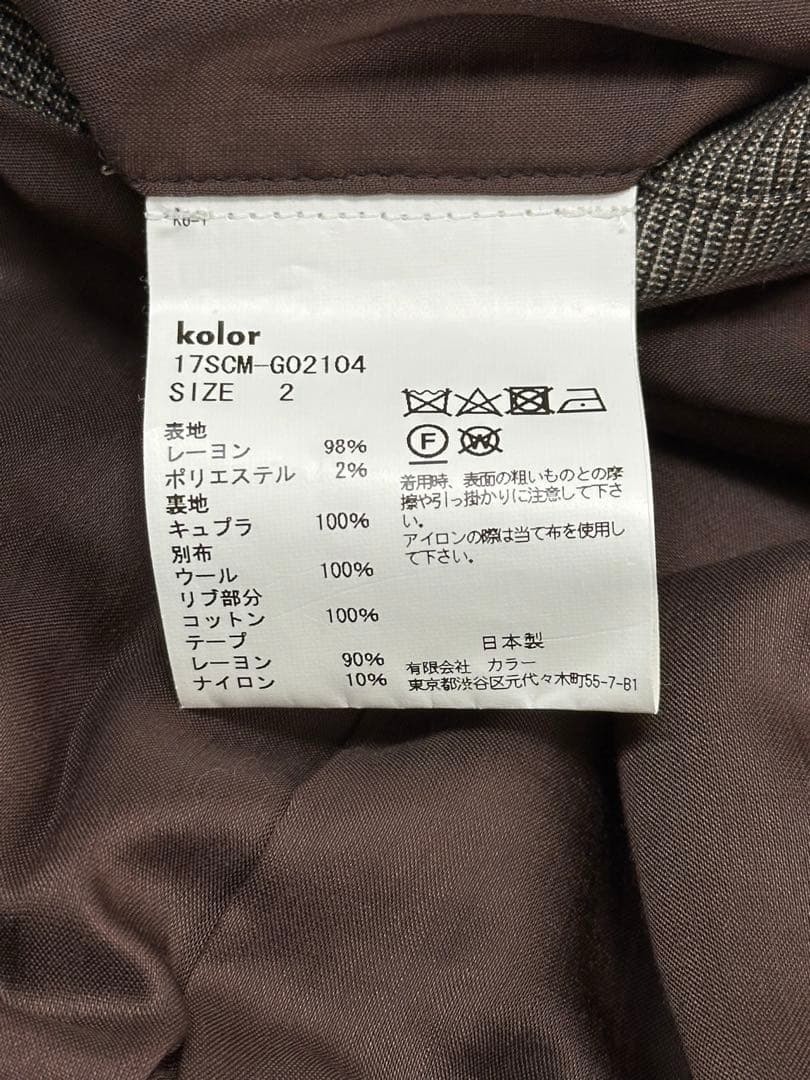 kolor
17SCM-G02104
SIZE 2
表地
レーヨン 98%
ポリエステル 2%
裏地
キュプラ 100%
別布
ウール 100%
リブ部分
コットン 100%
テープ
レーヨン 90%
ナイロン 10%
F
W
着用時、表面の粗いものとの摩
擦や引っ掛かりに注意して下さ
い。
アイロンの際は当て布を使用し
て下さい。
日本製
有限会社 カラー
東京都渋谷区元代々木町55-7-B1